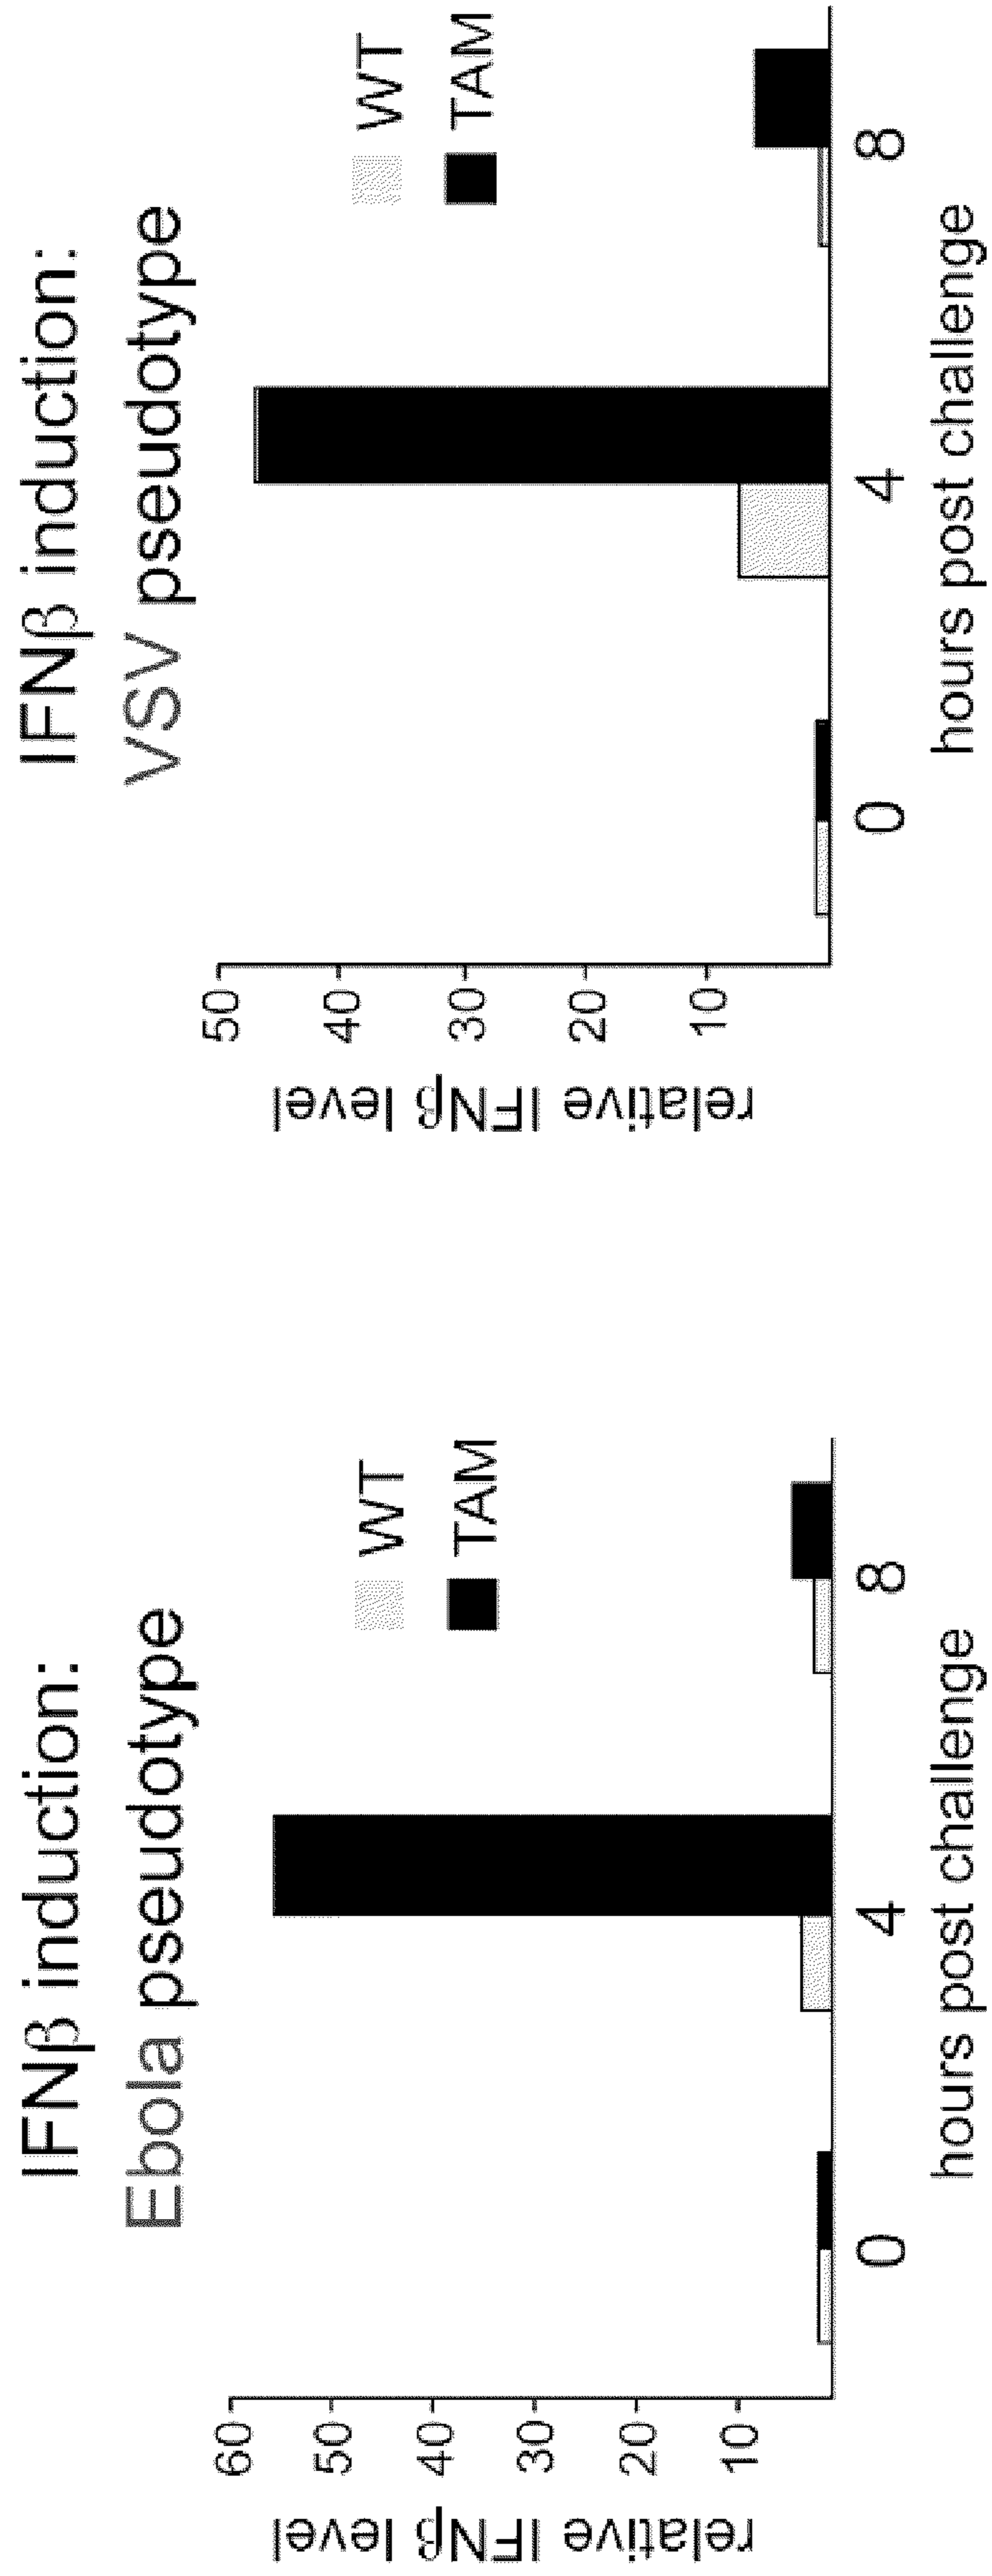 IFNβ induction:
Ebola pseudotype
relative IFNβ level
60
50
40
30
20
10
WT
TAM
0
4
8
hours post challenge
IFNβ induction:
VSV pseudotype
relative IFNβ level
50
40
30
20
10
WT
TAM
0
4
8
hours post challenge